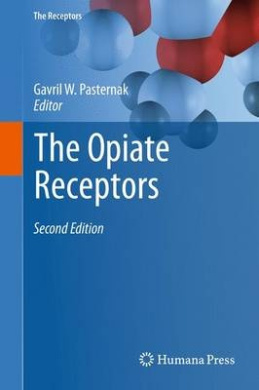 The Receptors
Gavril W. Pasternak
Editor
The Opiate
Receptors
Second Edition
Humana Press